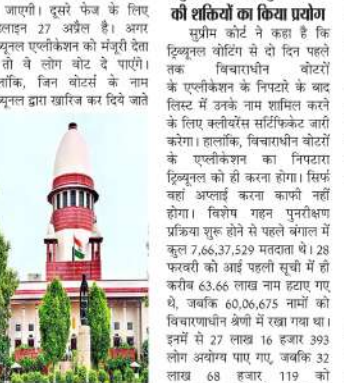 जाएगी। दूसरे फेज के लिए
27 अप्रैल है। अगर
एप्लीकेशन को मंजूरी देता
तो वे लोग वोट दे पाएंगे।
जिन वोटर्स के नाम
द्वारा खारिज कर दिये जाते
की शक्तियों का किया प्रयोग
सुप्रीम कोर्ट ने कहा है कि
ट्रिब्यूनल वोटिंग से दो दिन पहले
तक विचाराधीन वोटरों
के एप्लीकेशन के निपटारे के बाद
लिस्ट में उनके नाम शामिल करने
के लिए क्लीयरेंस सर्टिफिकेट जारी
करेगा। हालांकि, विचाराधीन वोटरों
के एप्लीकेशन का निपटारा
ट्रिब्यूनल को ही करना होगा। सिर्फ
वहां अप्लाई करना काफी नहीं
होगा। विशेष गहन पुनरीक्षण
प्रक्रिया शुरू होने से पहले बंगाल में
कुल 7,66,37,529 मतदाता थे। 28
फरवरी को आई पहली सूची में ही
करीब 63.66 लाख नाम हटाए गए
थे, जबकि 60,06,675 नामों को
विचारणाधीन श्रेणी में रखा गया था।
इनमें से 27 लाख 16 हजार 393
लोग अयोग्य पाए गए, जबकि 32
लाख 68 हजार 119 को